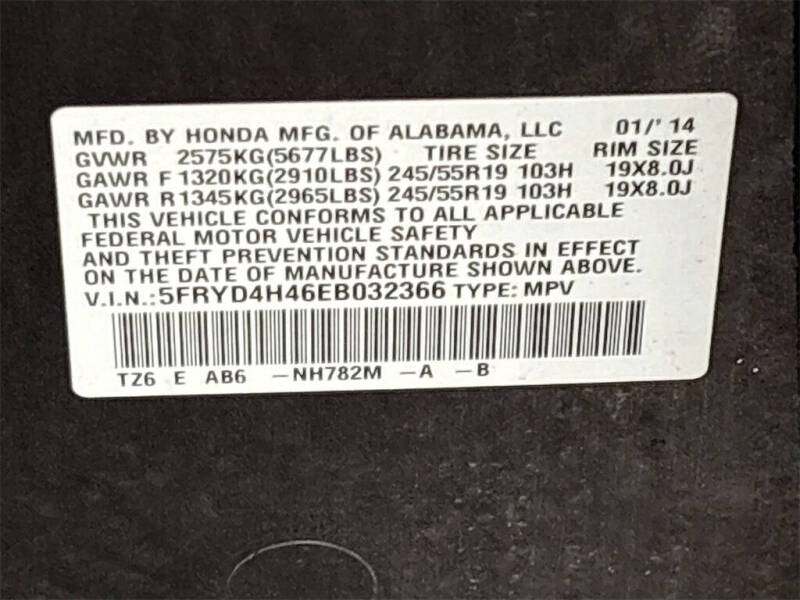 MFD. BY HONDA MFG. OF ALABAMA, LLC 01/'14
GVWR 2575KG(5677LBS) TIRE SIZE RIM SIZE
GAWR F 1320KG(2910LBS) 245/55R19 103H 19X8.0J
GAWR R 1345KG(2965LBS) 245/55R19 103H 19X8.0J
THIS VEHICLE CONFORMS TO ALL APPLICABLE
FEDERAL MOTOR VEHICLE SAFETY
AND THEFT PREVENTION STANDARDS IN EFFECT
ON THE DATE OF MANUFACTURE SHOWN ABOVE.
V.I.N.:5FRYD4H46EB032366 TYPE: MPV
TZ6 E AB6 -NH782M -A -B